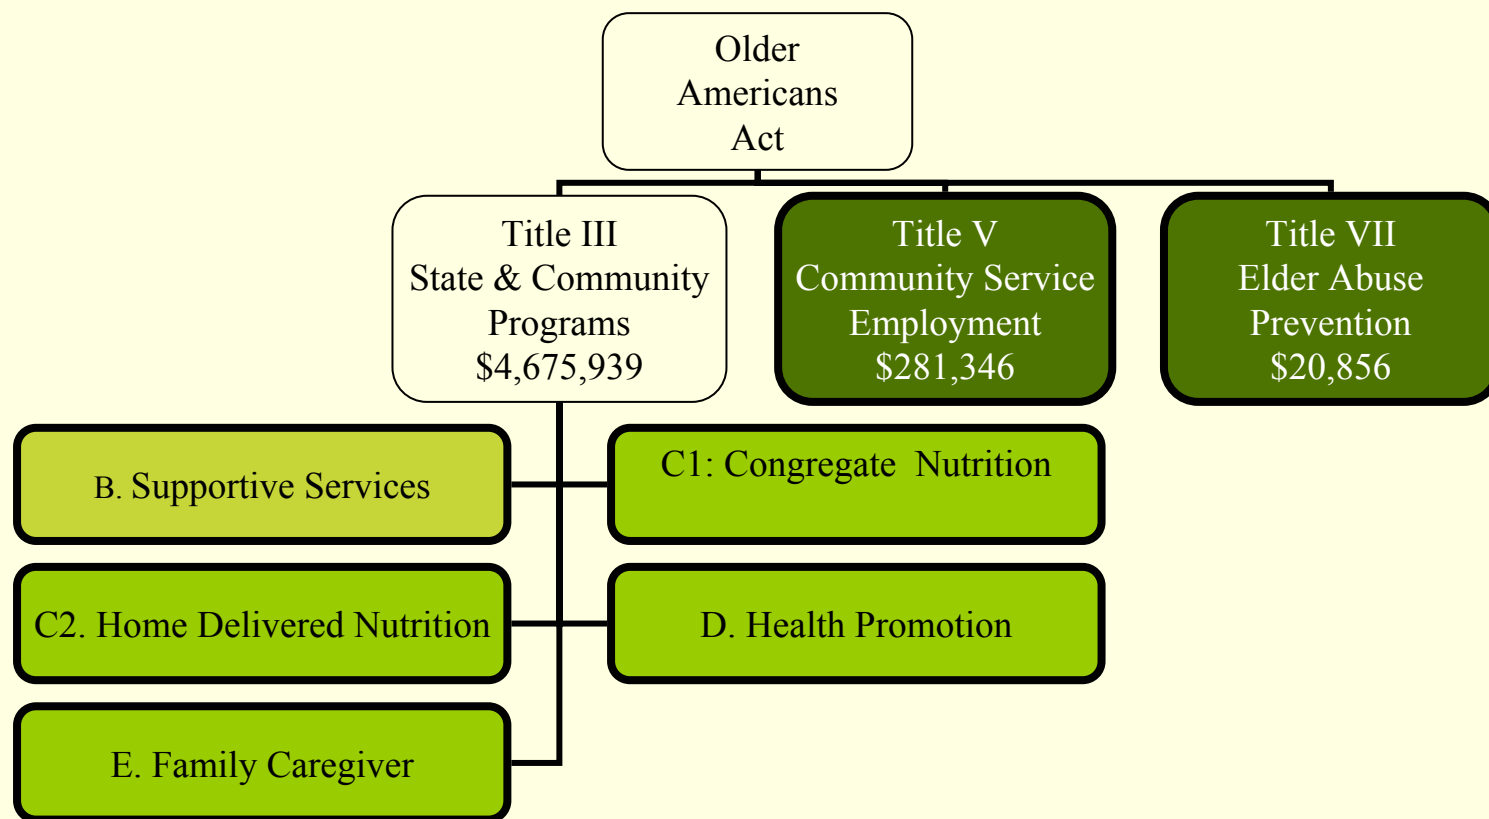 Older
Americans
Act
Title III
State & Community
Programs
$4,675,939
Title V
Community Service
Employment
$281,346
Title VII
Elder Abuse
Prevention
$20,856
B. Supportive Services
C1: Congregate Nutrition
C2. Home Delivered Nutrition
D. Health Promotion
E. Family Caregiver